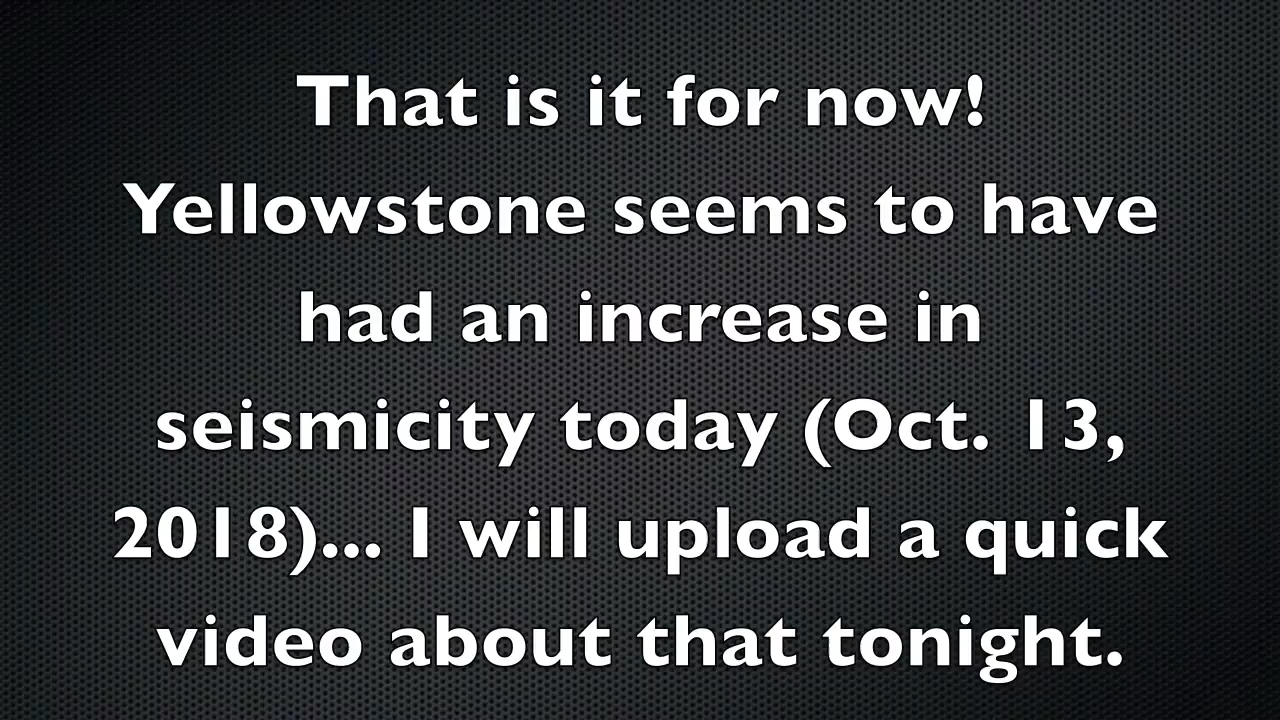 That is it for now!
Yellowstone seems to have
had an increase in
seismicity today (Oct. 13,
2018)... I will upload a quick
video about that tonight.